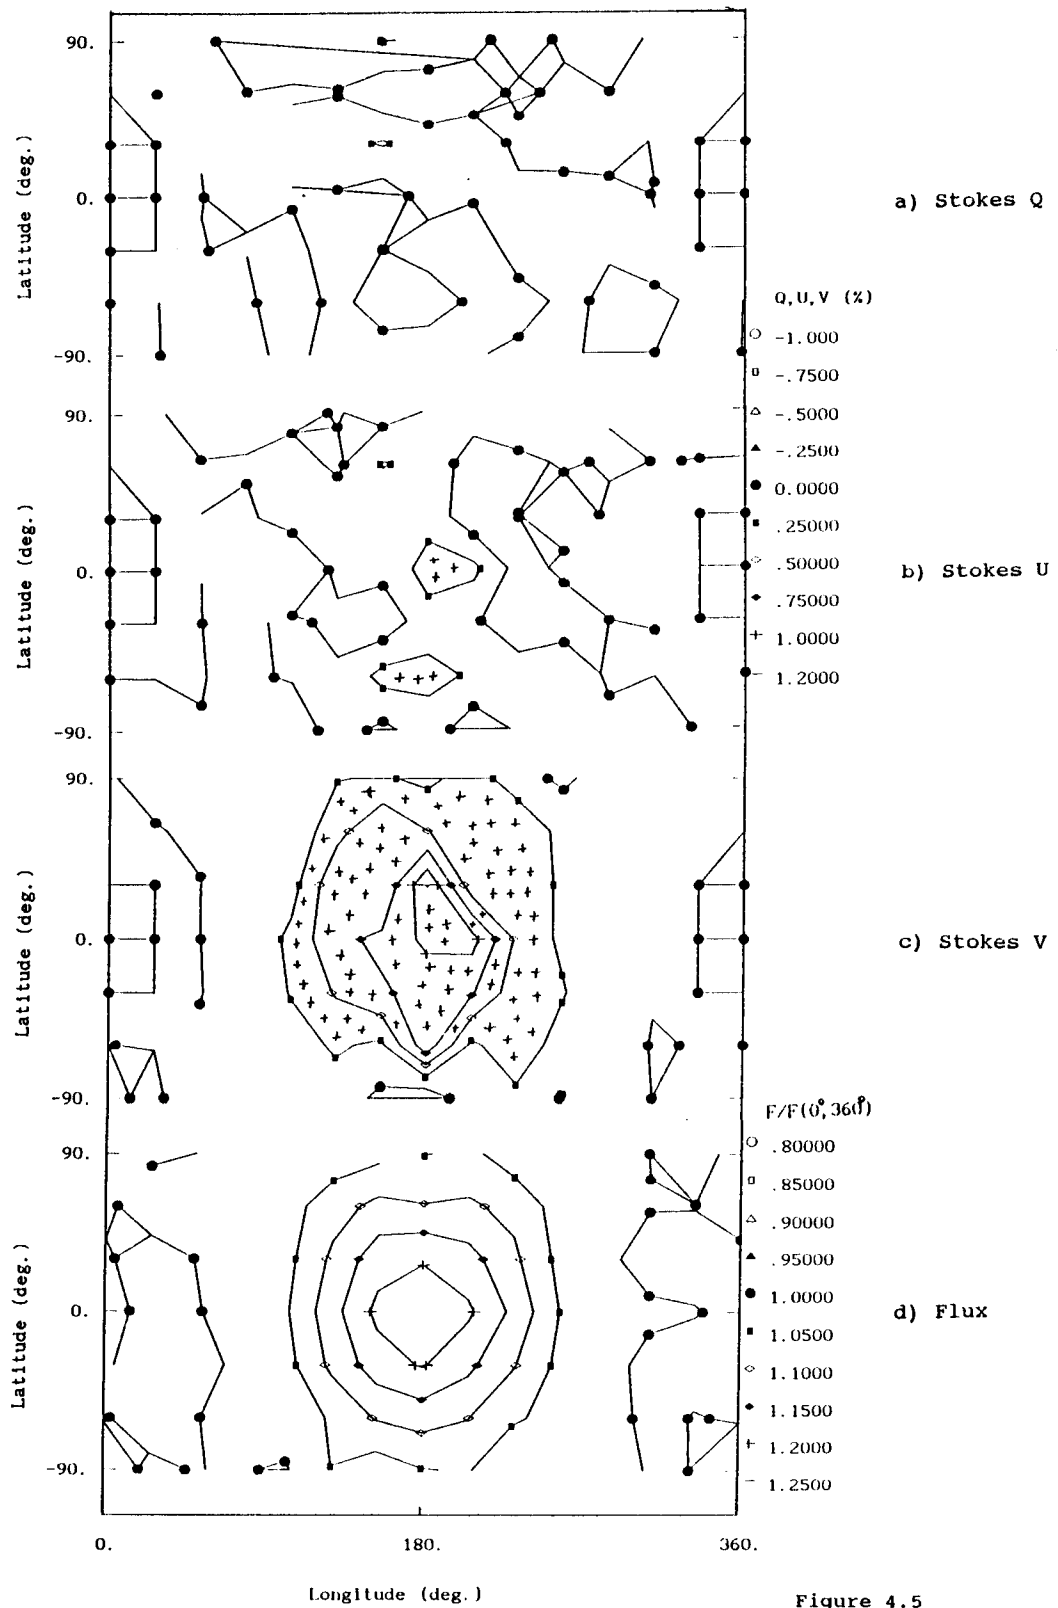 90.
0.
-90.
Latitude (deg.)
a) Stokes Q
Q,U,V (%)
-1.000
-.7500
-.5000
-.2500
0.0000
.25000
.50000
.75000
1.0000
1.2000
90.
0.
-90.
Latitude (deg.)
b) Stokes U
90.
0.
-90.
Latitude (deg.)
c) Stokes V
F/F(0°,360°)
.80000
.85000
.90000
.95000
1.0000
1.0500
1.1000
1.1500
1.2000
1.2500
90.
0.
-90.
Latitude (deg.)
d) Flux
0.
180.
360.
Longitude (deg.)
Figure 4.5